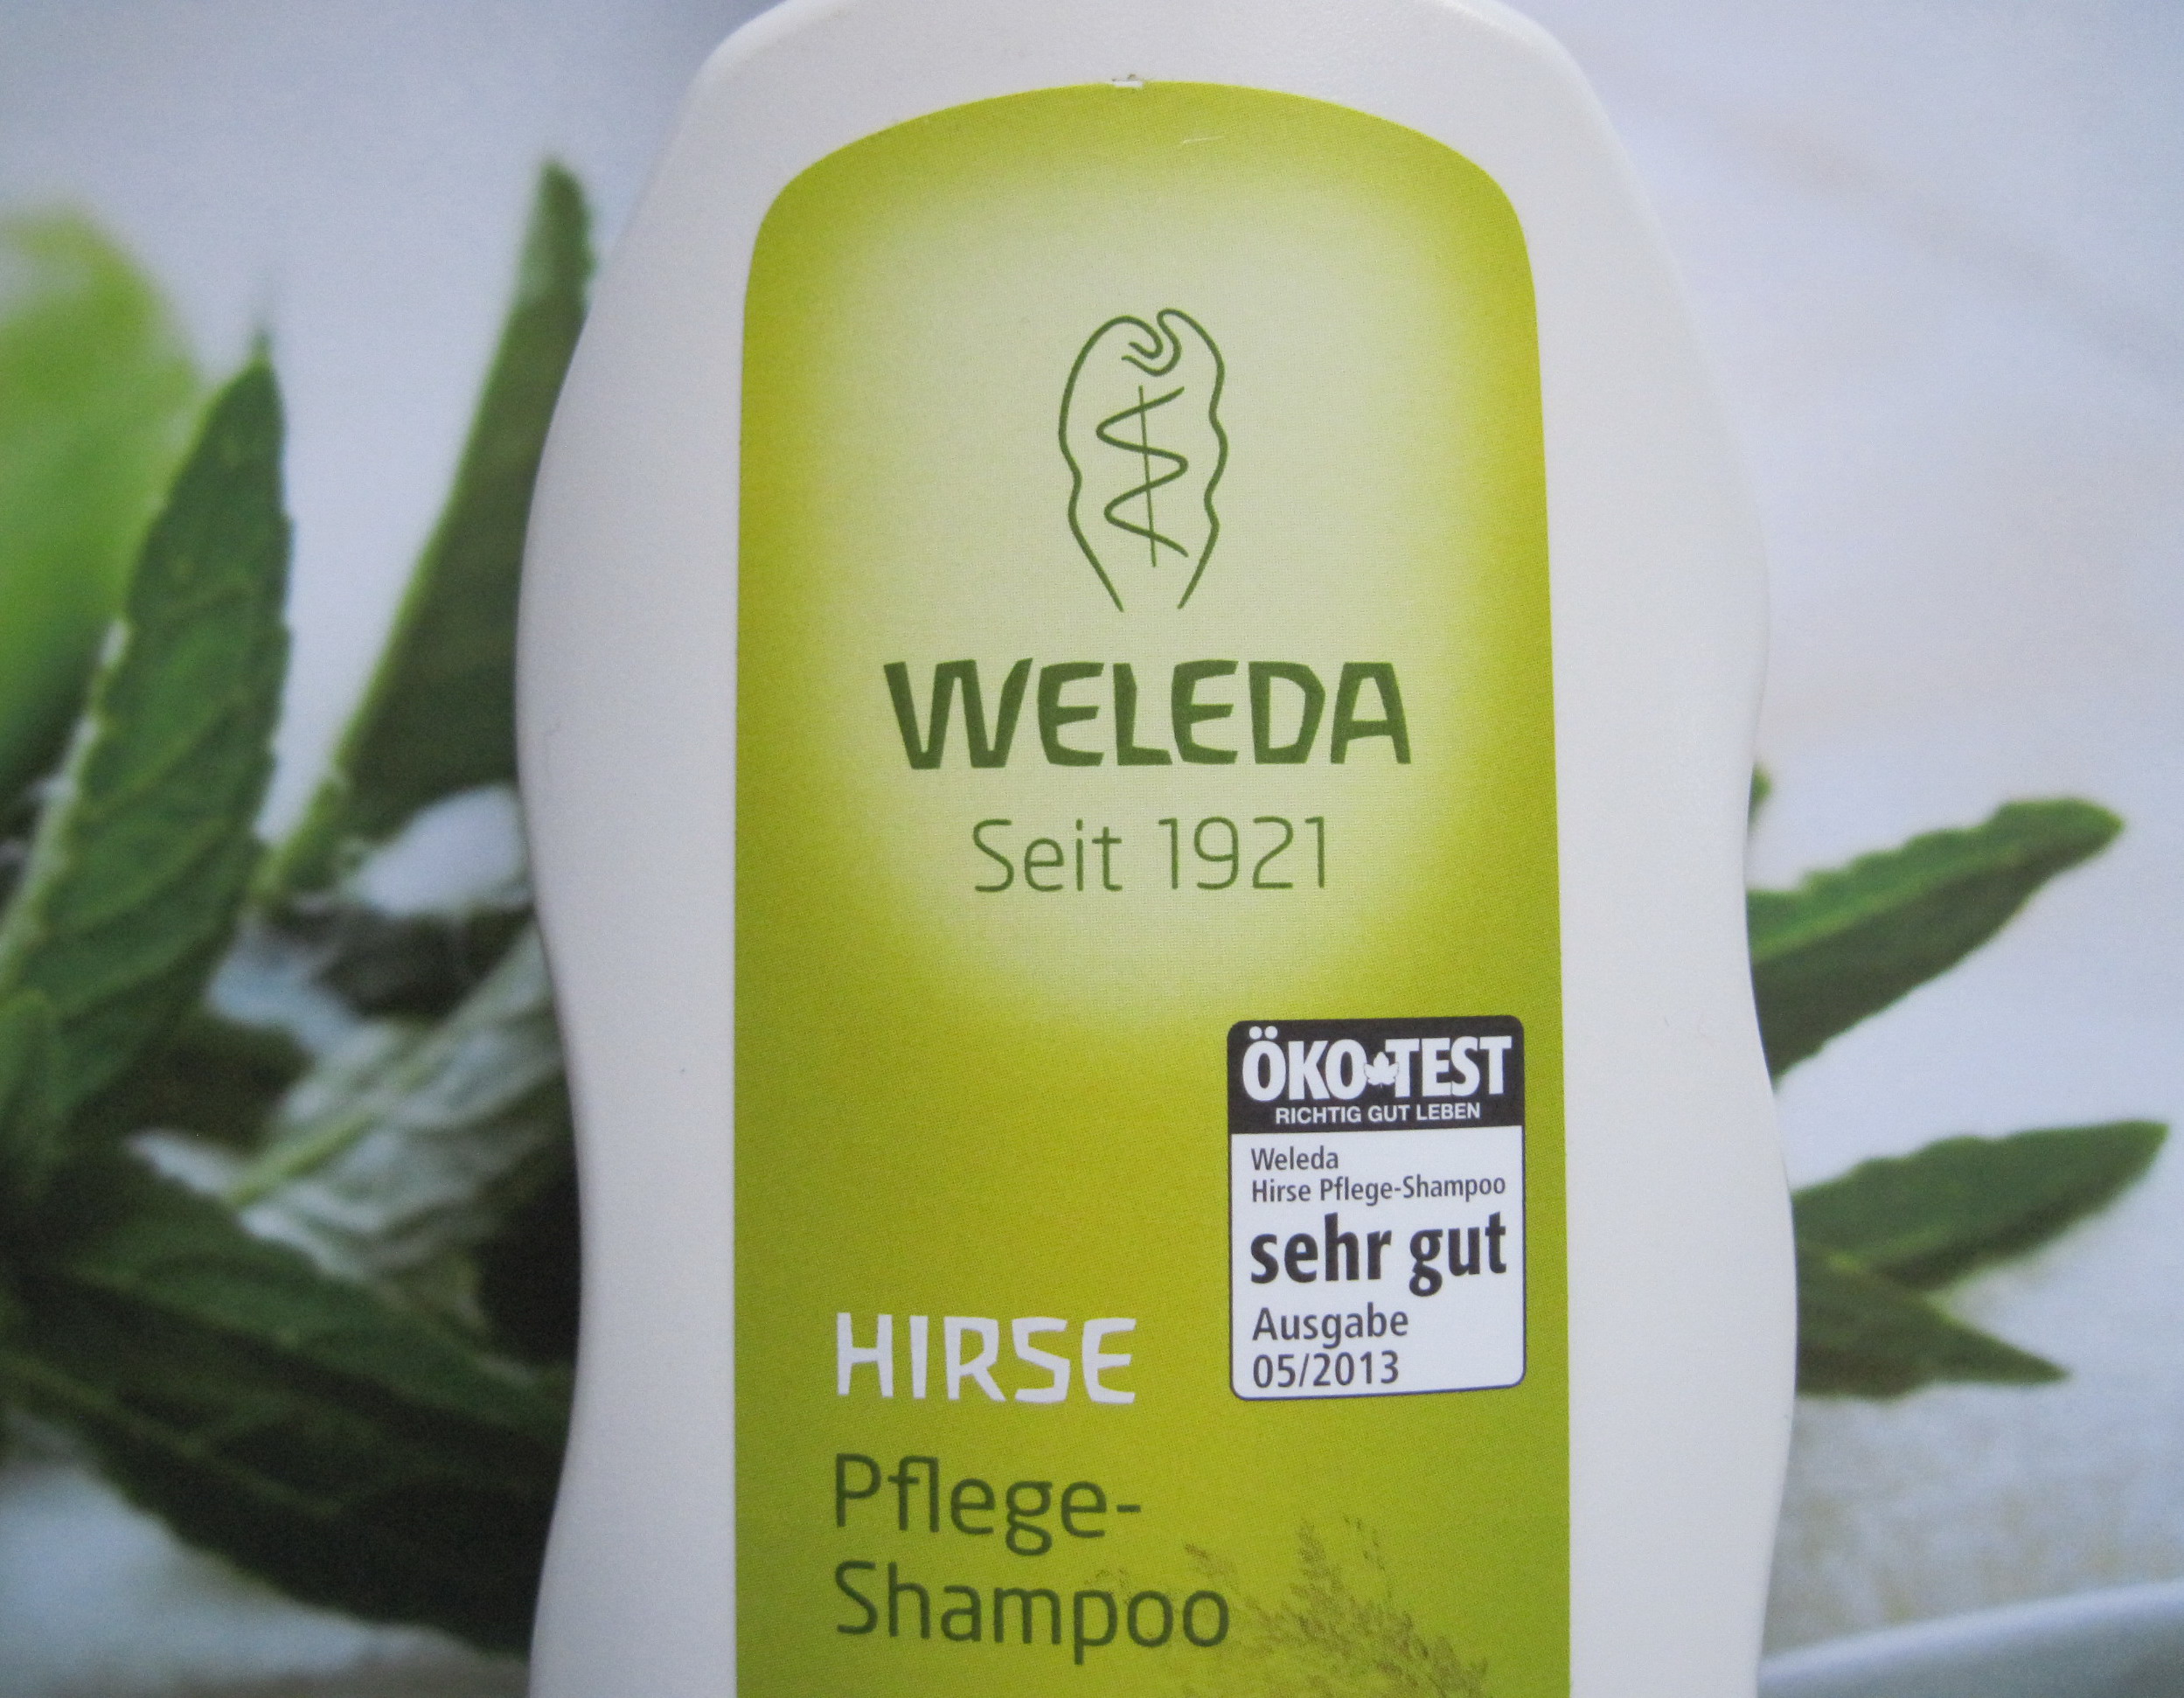 WELEDA
Seit 1921
ÖKO TEST
RICHTIG GUT LEBEN
Weleda
Hirse Pflege-Shampoo
sehr gut
Ausgabe
05/2013
HIRSE
Pflege-
Shampoo